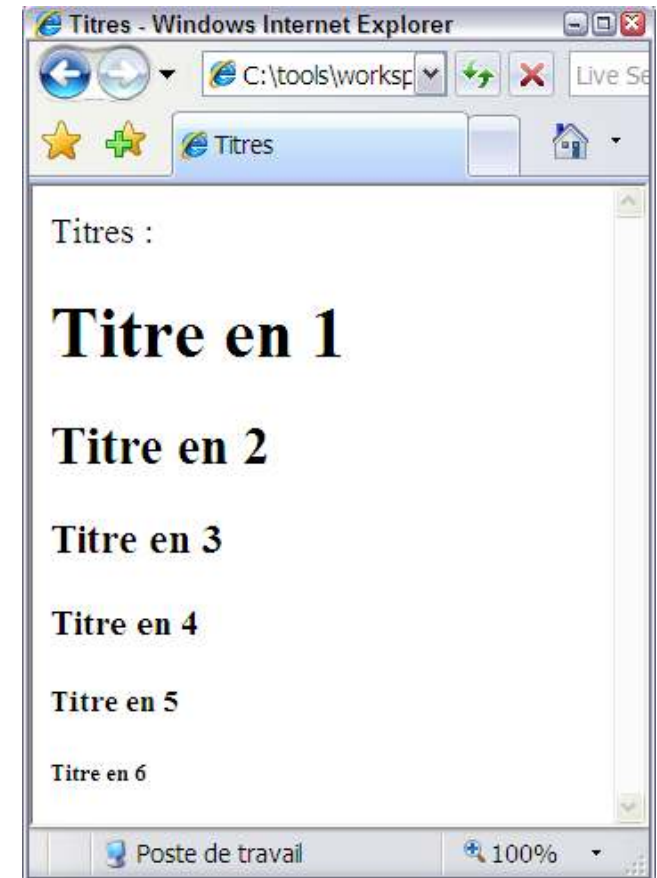 Titres - Windows Internet Explorer
C:\tools\worksp
Live Se
Titres
Titres :
Titre en 1
Titre en 2
Titre en 3
Titre en 4
Titre en 5
Titre en 6
Poste de travail 100%